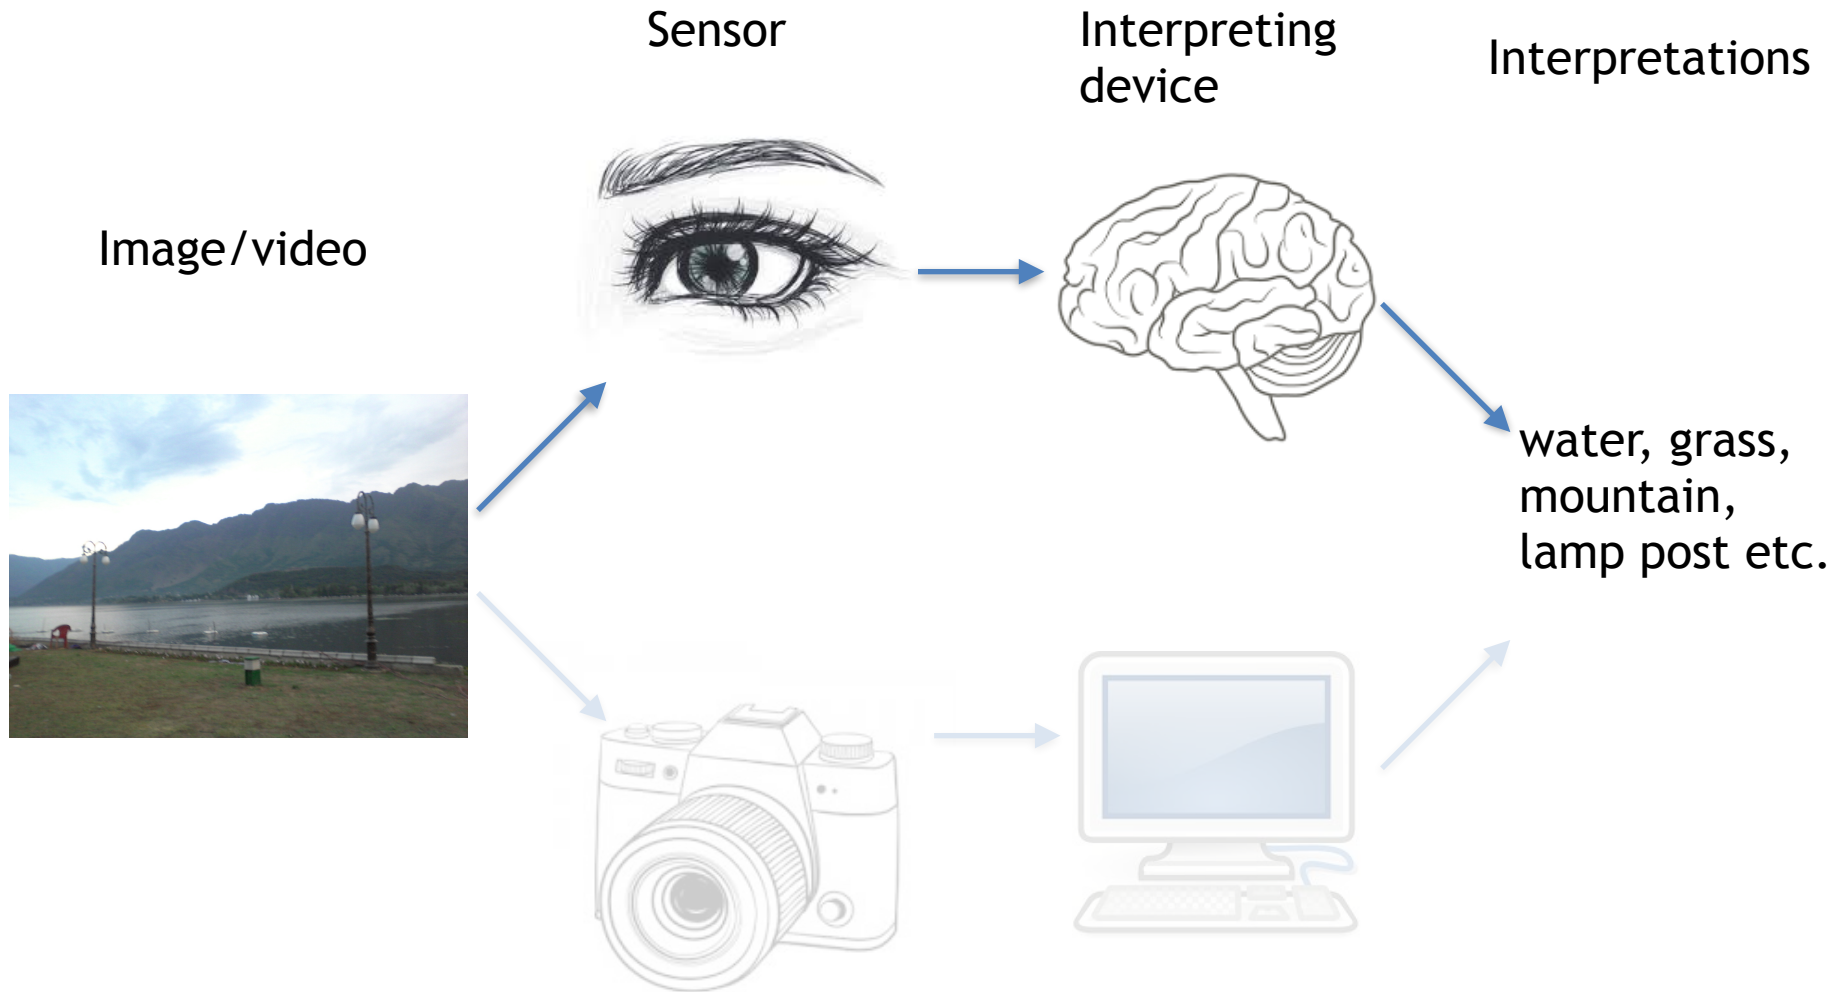 Sensor
Interpreting
device
Interpretations
Image/video
water, grass,
mountain,
lamp post etc.